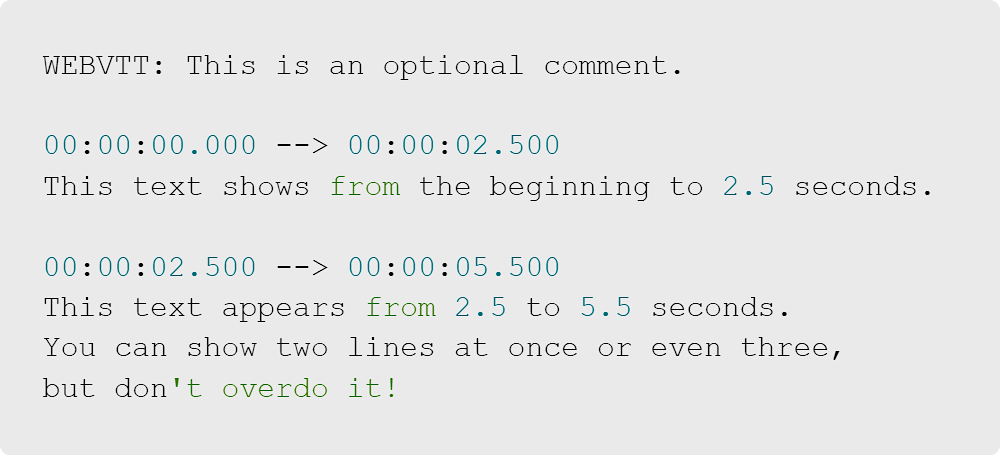 WEBVTT: This is an optional comment.
00:00:00.000 --> 00:00:02.500
This text shows from the beginning to 2.5 seconds.
00:00:02.500 --> 00:00:05.500
This text appears from 2.5 to 5.5 seconds.
You can show two lines at once or even three,
but don't overdo it!